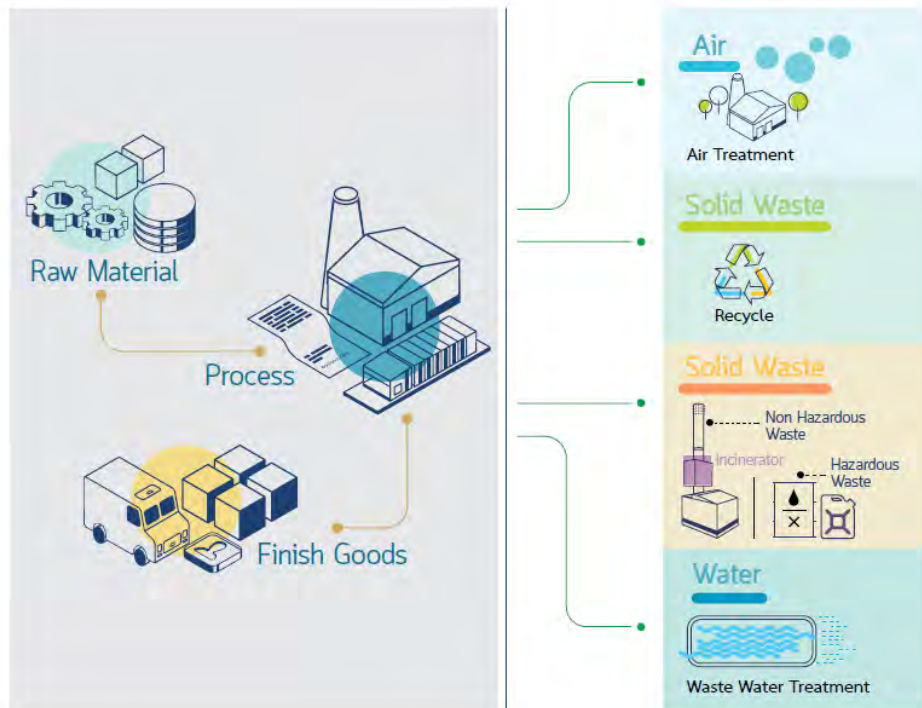 Raw Material
Process
Finish Goods
Air
Air Treatment
Solid Waste
Recycle
Solid Waste
Non Hazardous
Waste
Incinerator
Hazardous
Waste
Water
Waste Water Treatment